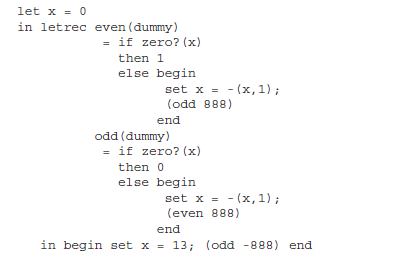 let x = 0
in letrec even(dummy)
= if zero?(x)
then 1
else begin
set x = -(x,1);
(odd 888)
end
odd(dummy)
= if zero?(x)
then 0
else begin
set x = -(x,1);
(even 888)
end
in begin set x = 13; (odd -888) end